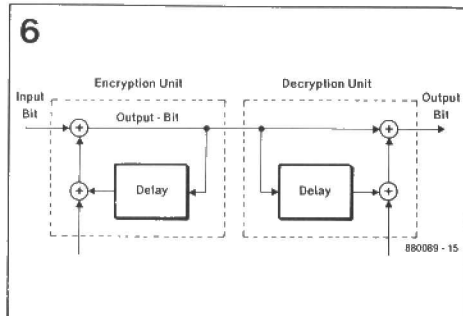 6
Encryption Unit
Decryption Unit
Input
Bit
Output - Bit
Output
Bit
+
+
+
+
Delay
Delay
880089 - 15